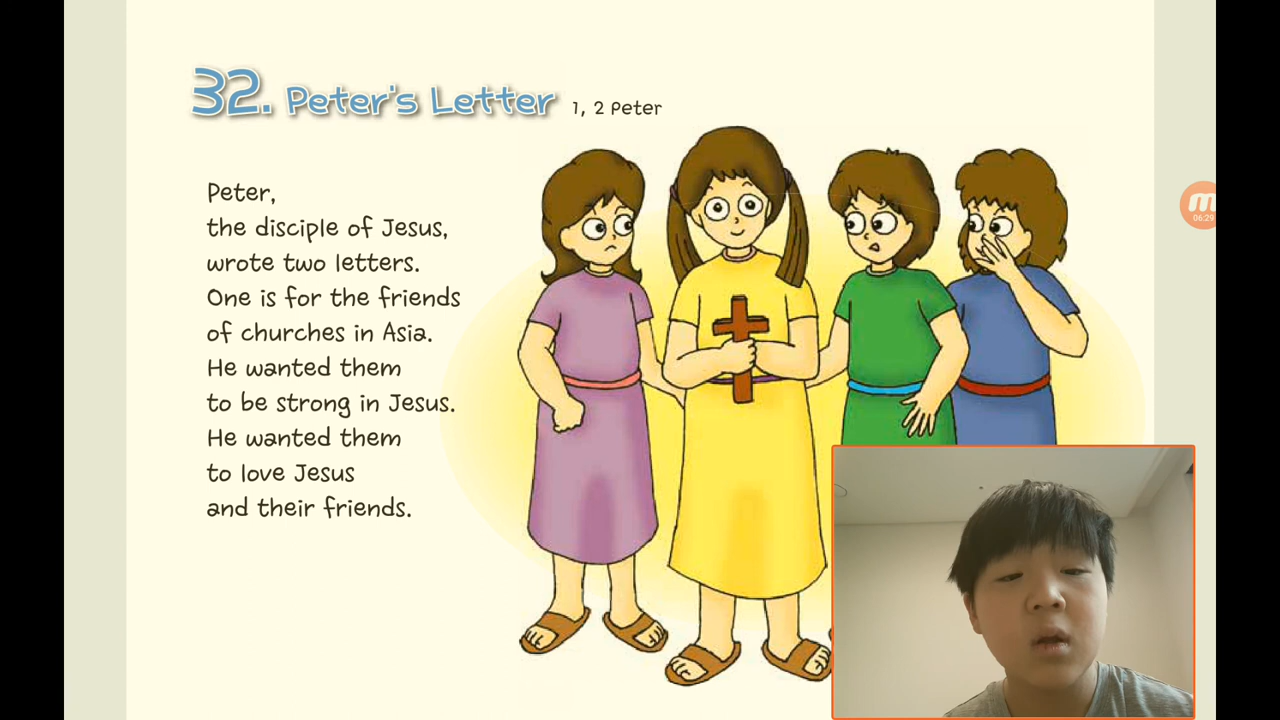 32. Peter's Letter 1, 2 Peter
Peter,
the disciple of Jesus,
wrote two letters.
One is for the friends
of churches in Asia.
He wanted them
to be strong in Jesus.
He wanted them
to love Jesus
and their friends.
M
06:29